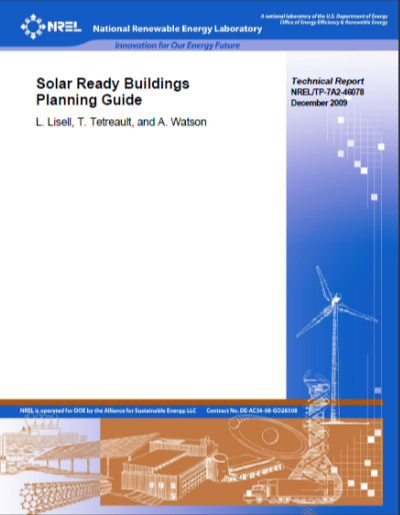 NREL
National Renewable Energy Laboratory
A national laboratory of the U.S. Department of Energy
Office of Energy Efficiency & Renewable Energy
Innovation for Our Energy Future
Solar Ready Buildings
Planning Guide
L. Lisell, T. Tetreault, and A. Watson
Technical Report
NREL/TP-7A2-46078
December 2009
NREL is operated for DOE by the Alliance for Sustainable Energy, LLC
Contract No. DE-AC36-08-GO28308